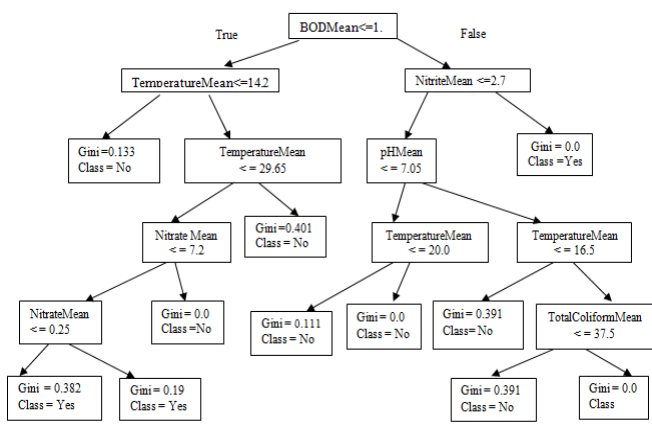 BODMean<=1.
True
False
TemperatureMean<=14.2
NitriteMean <=2.7
Gini=0.133
Class = No
TemperatureMean
<= 29.65
pHMean
<= 7.05
Gini = 0.0
Class=Yes
Nitrate Mean
<= 7.2
Gini=0.401
Class = No
TemperatureMean
<= 20.0
TemperatureMean
<= 16.5
NitrateMean
<= 0.25
Gini=0.0
Class=No
Gini = 0.111
Class= No
Gini=0.0
Class= No
Gini=0.391
Class=No
TotalColiformMean
<= 37.5
Gini = 0.382
Class = Yes
Gini = 0.19
Class= Yes
Gini = 0.391
Class = No
Gini= 0.0
Class